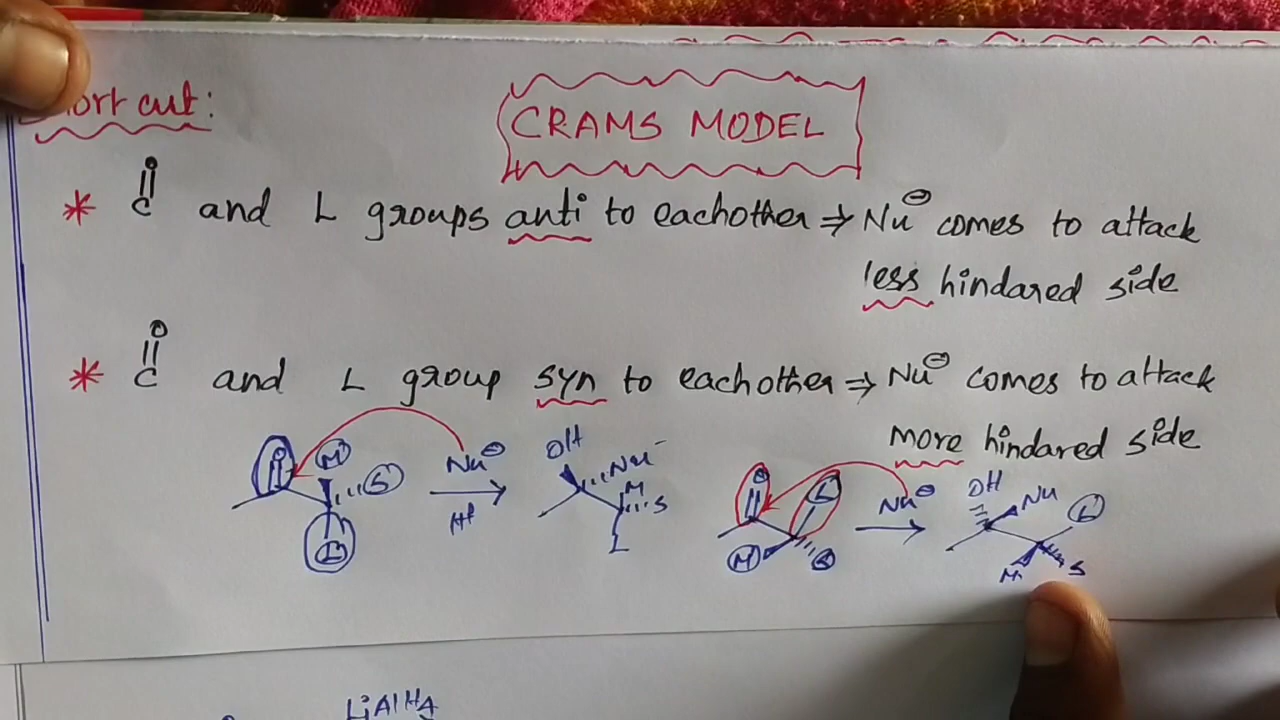 ort cut:
CRAMS MODEL
* O
C and L groups anti to eachother ⇒ Nu⊖ comes to attack
less hindared side
* O
C and L group syn to eachother ⇒ Nu⊖ comes to attack
more hindared side
O M S L
Nu⊖
H⁺
OH Nu M S L
O L M S
Nu⊖
OH Nu L M S
LiAlH4